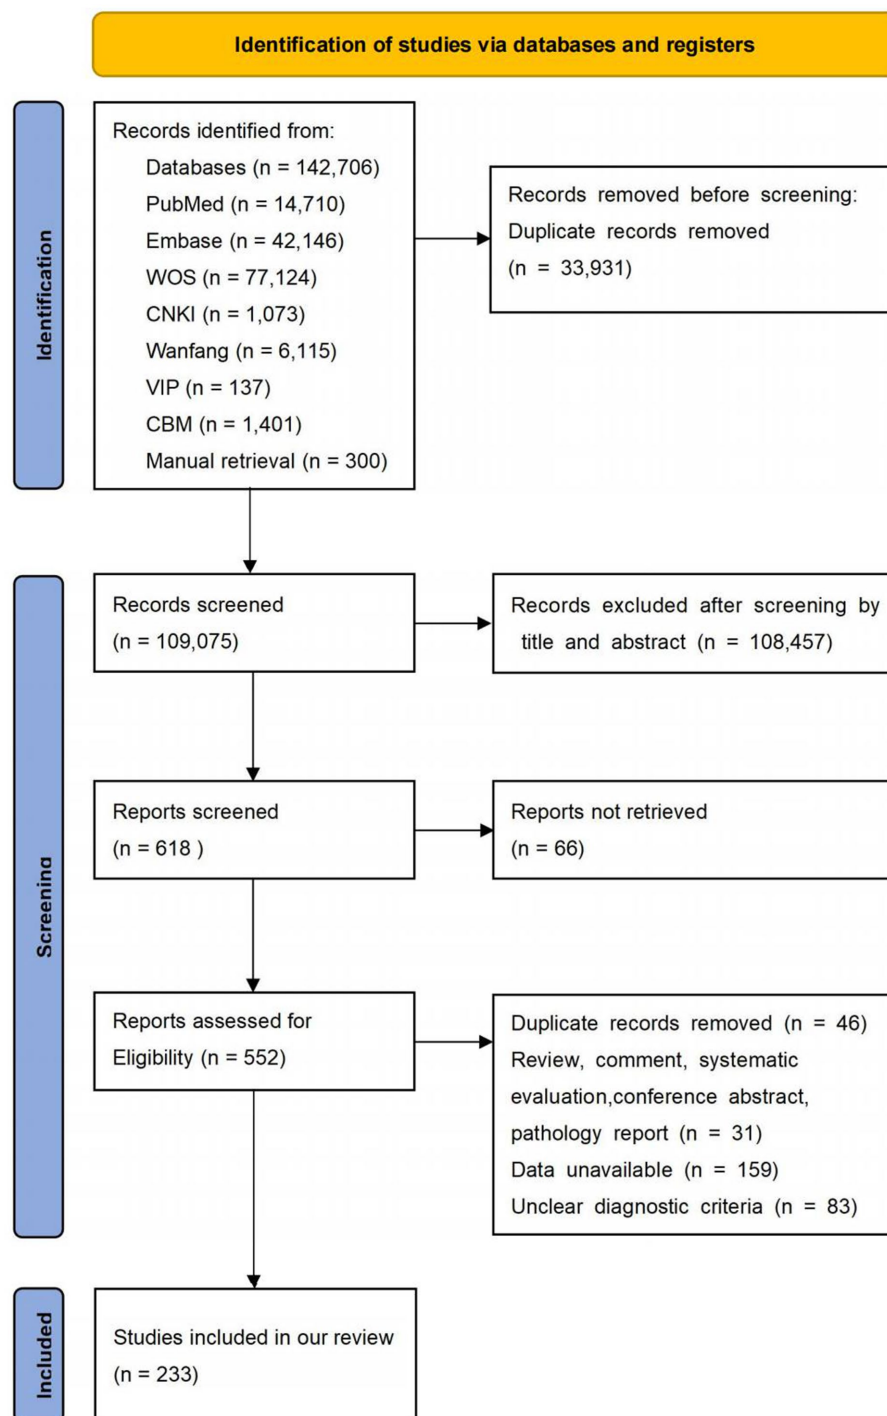 Identification of studies via databases and registers
Identification
Records identified from:
Databases (n = 142,706)
PubMed (n = 14,710)
Embase (n = 42,146)
WOS (n = 77,124)
CNKI (n = 1,073)
Wanfang (n = 6,115)
VIP (n = 137)
CBM (n = 1,401)
Manual retrieval (n = 300)
Records removed before screening:
Duplicate records removed
(n = 33,931)
Screening
Records screened
(n = 109,075)
Records excluded after screening by
title and abstract (n = 108,457)
Reports screened
(n = 618 )
Reports not retrieved
(n = 66)
Reports assessed for
Eligibility (n = 552)
Duplicate records removed (n = 46)
Review, comment, systematic
evaluation,conference abstract,
pathology report (n = 31)
Data unavailable (n = 159)
Unclear diagnostic criteria (n = 83)
Included
Studies included in our review
(n = 233)